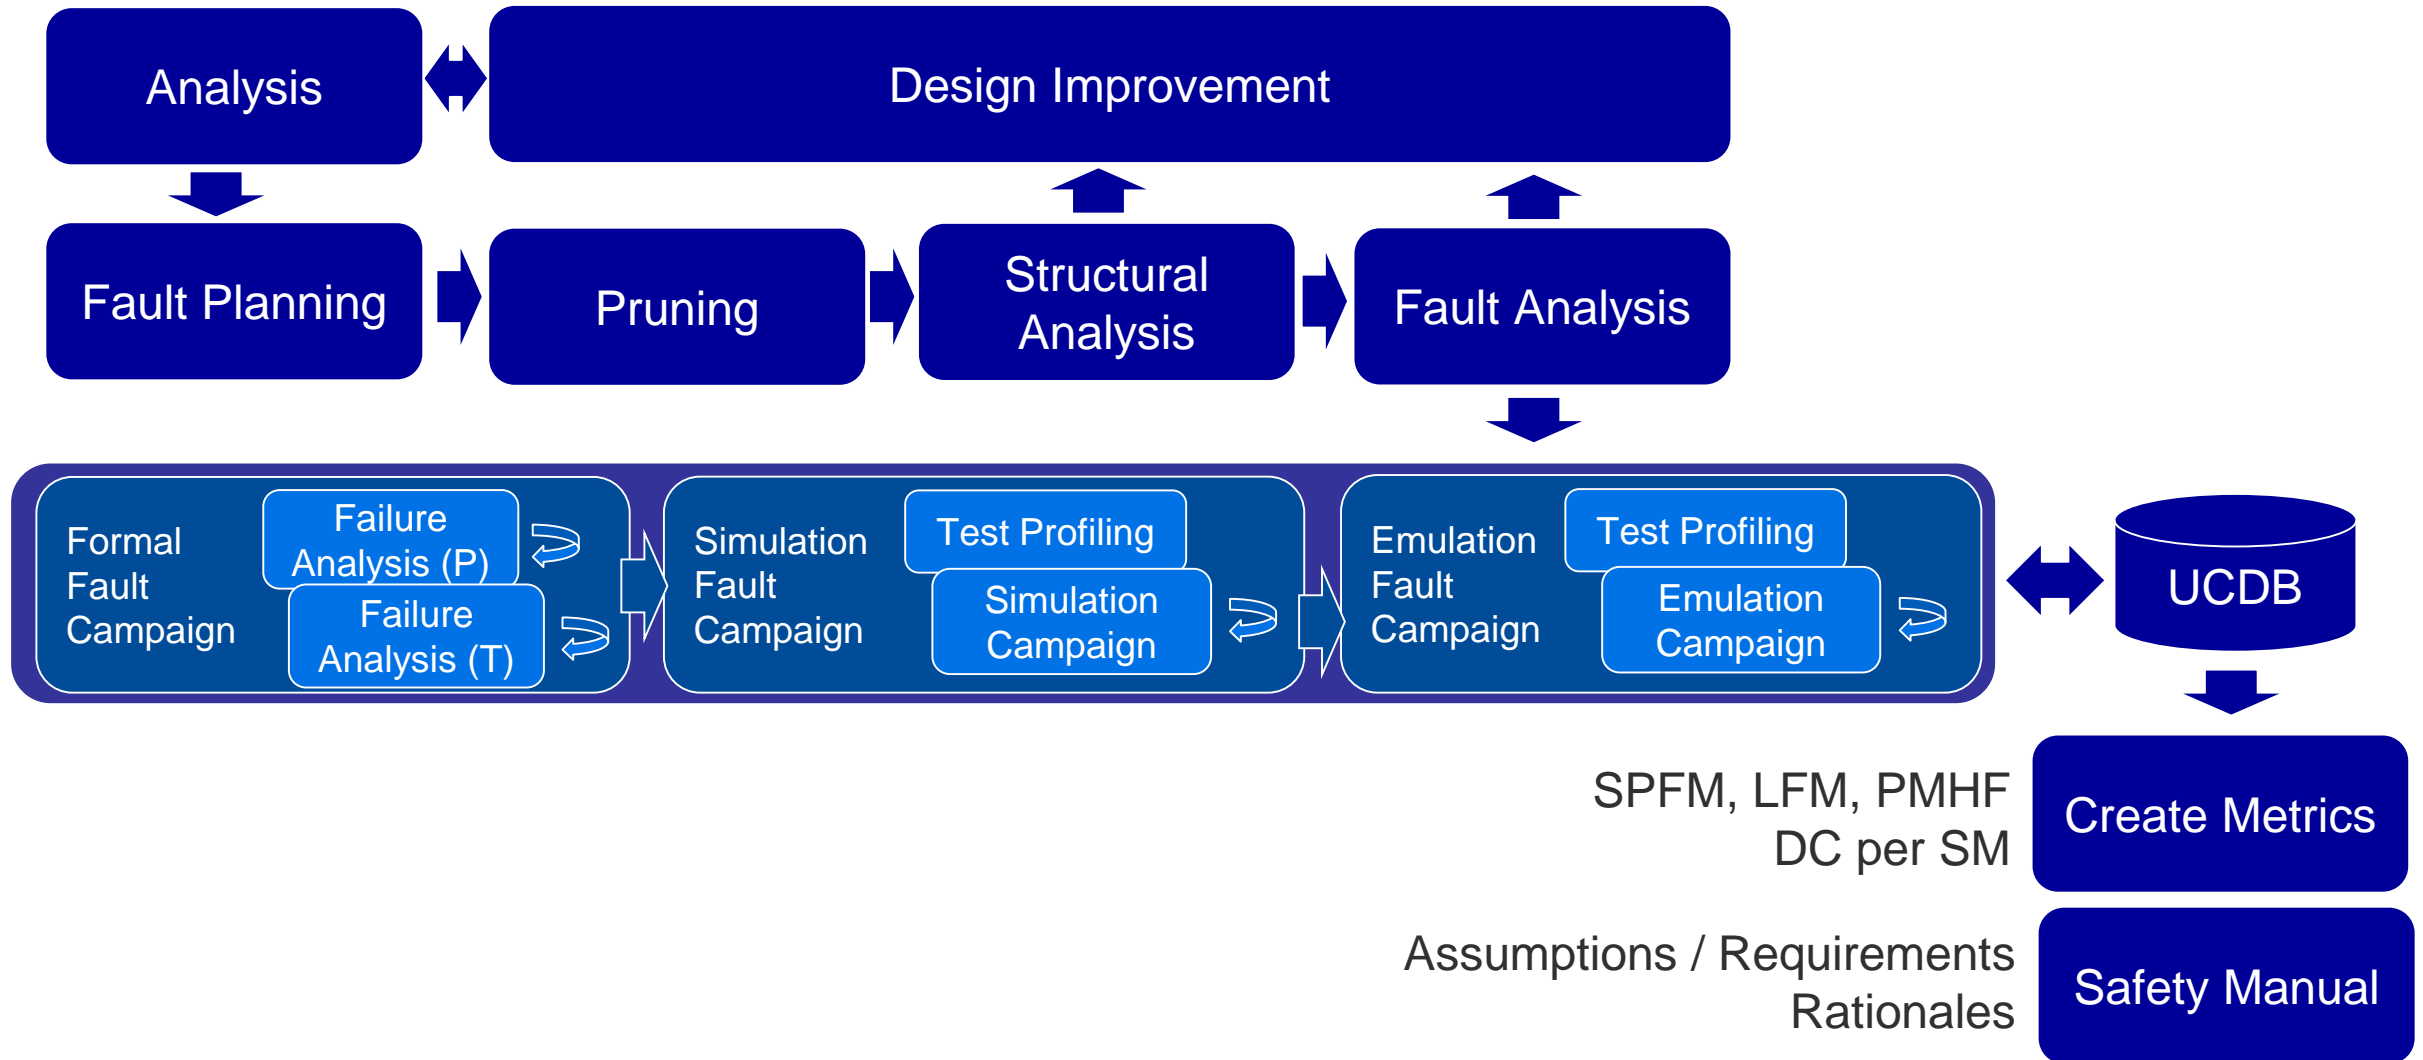 Analysis
Design Improvement
Fault Planning
Pruning
Structural
Analysis
Fault Analysis
Formal
Fault
Campaign
Failure
Analysis (P)
Failure
Analysis (T)
Simulation
Fault
Campaign
Test Profiling
Simulation
Campaign
Emulation
Fault
Campaign
Test Profiling
Emulation
Campaign
UCDB
SPFM, LFM, PMHF
DC per SM
Create Metrics
Assumptions / Requirements
Rationales
Safety Manual